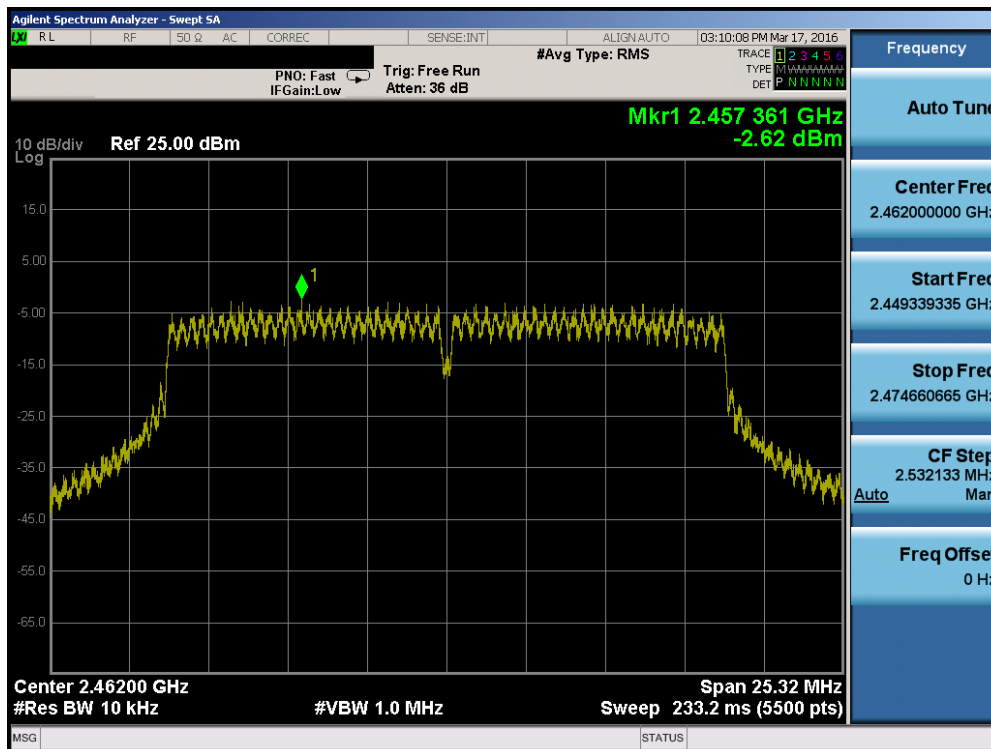 Agilent Spectrum Analyzer - Swept SA
LXI RL RF 50 Ω AC CORREC SENSE:INT ALIGNAUTO 03:10:08 PM Mar 17, 2016
#Avg Type: RMS TRACE 1 2 3 4 5 6
PNO: Fast Trig: Free Run TYPE M WWWWW
IFGain:Low Atten: 36 dB DET P N N N N N
Mkr1 2.457 361 GHz
-2.62 dBm
10 dB/div Ref 25.00 dBm
Log
15.0
5.00
1
-5.00
-15.0
-25.0
-35.0
-45.0
-55.0
-65.0
Center 2.46200 GHz Span 25.32 MHz
#Res BW 10 kHz #VBW 1.0 MHz Sweep 233.2 ms (5500 pts)
MSG STATUS
Frequency
Auto Tune
Center Freq
2.462000000 GHz
Start Freq
2.449339335 GHz
Stop Freq
2.474660665 GHz
CF Step
2.532133 MHz
Auto Man
Freq Offset
0 Hz